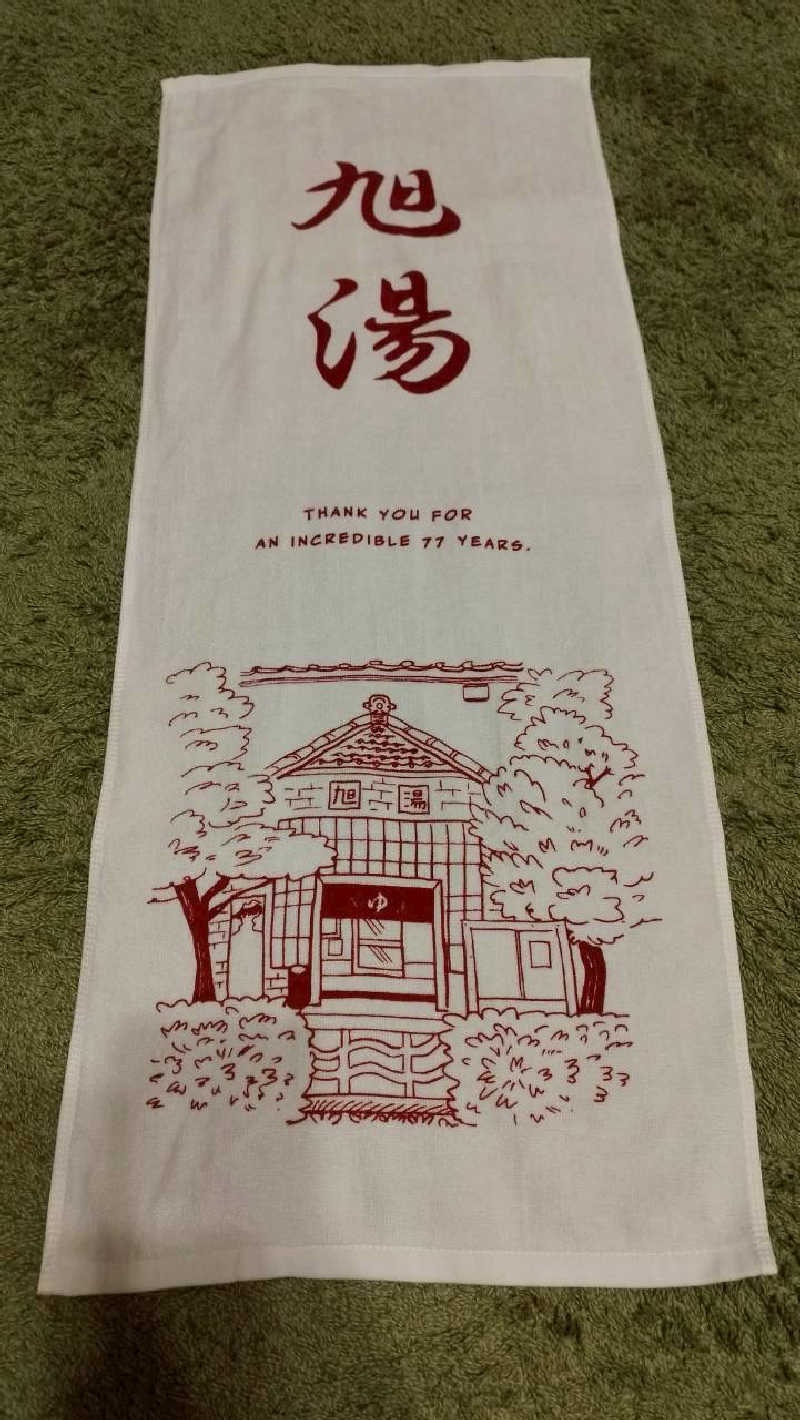 旭湯
THANK YOU FOR
AN INCREDIBLE 77 YEARS.
旭 湯
ゆ